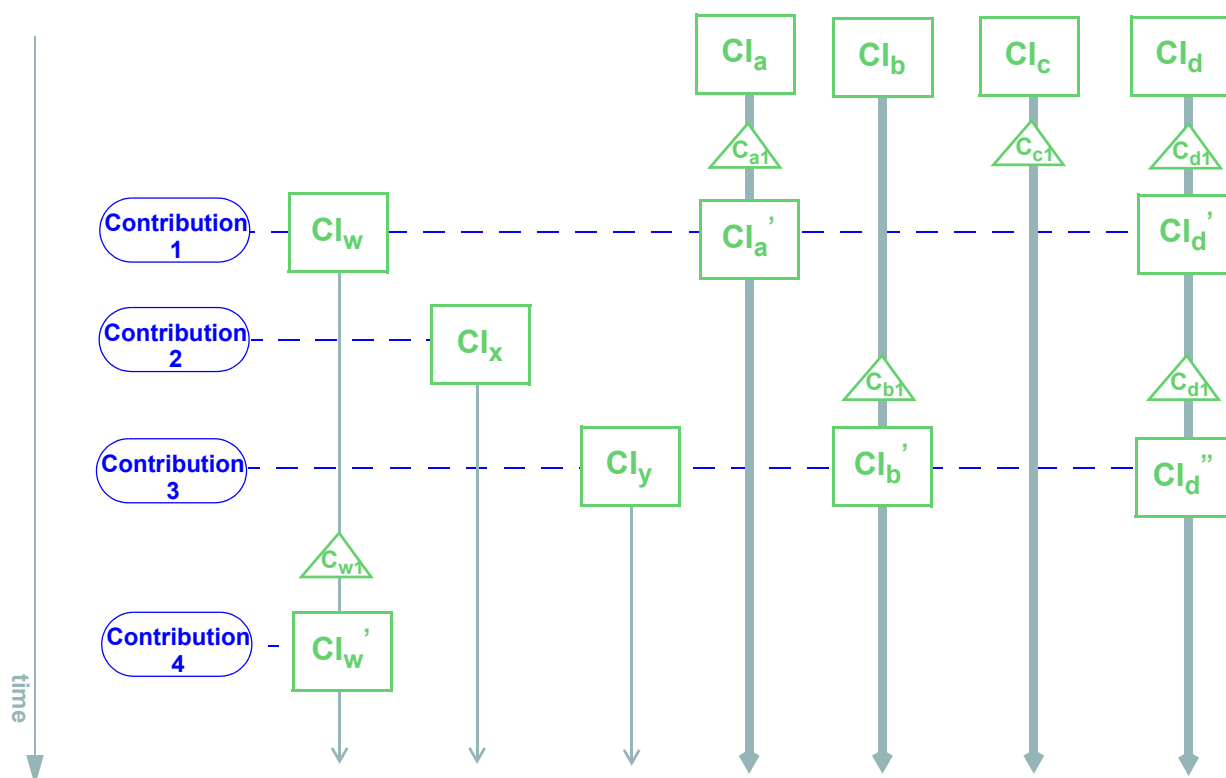 CIa
CIb
CIc
CId
Ca1
Cc1
Cd1
Contribution
1
CIw
CIa’
CId’
Contribution
2
CIx
Cb1
Cd1
Contribution
3
CIy
CIb’
CId”
Cw1
Contribution
4
CIw’
time